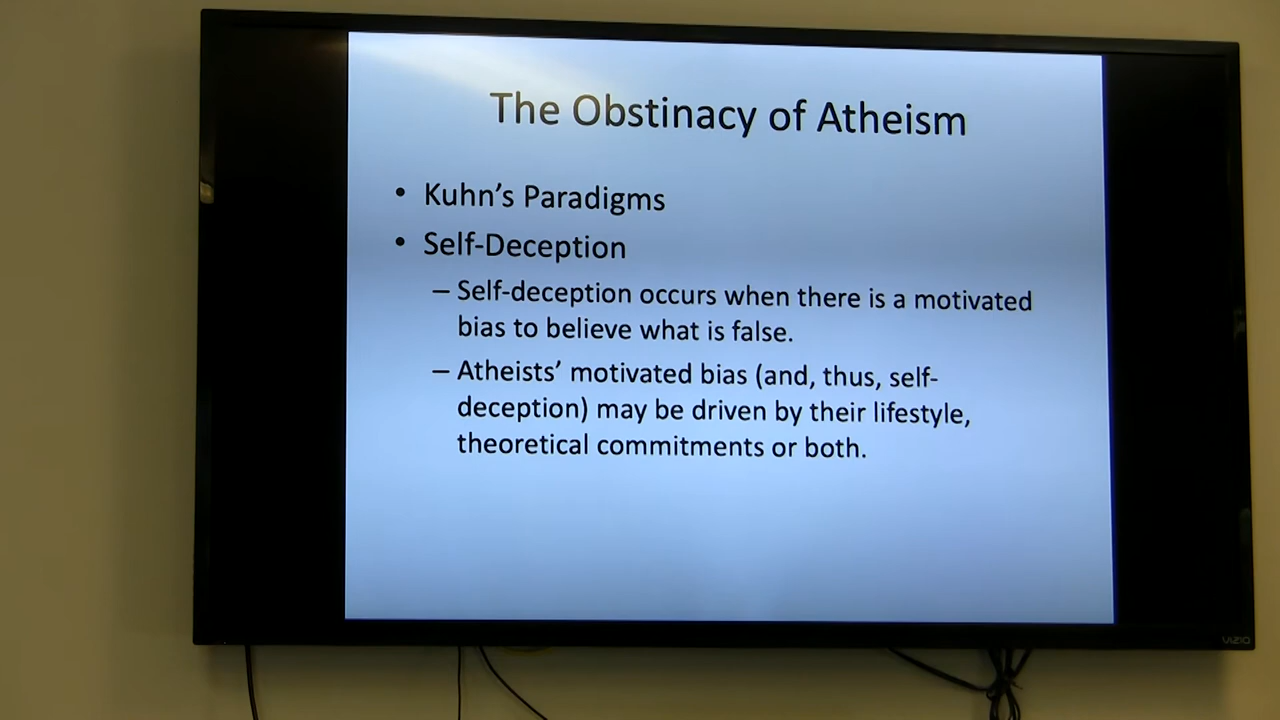 The Obstinacy of Atheism
• Kuhn’s Paradigms
• Self-Deception
– Self-deception occurs when there is a motivated
bias to believe what is false.
– Atheists’ motivated bias (and, thus, self-
deception) may be driven by their lifestyle,
theoretical commitments or both.
VIZIO